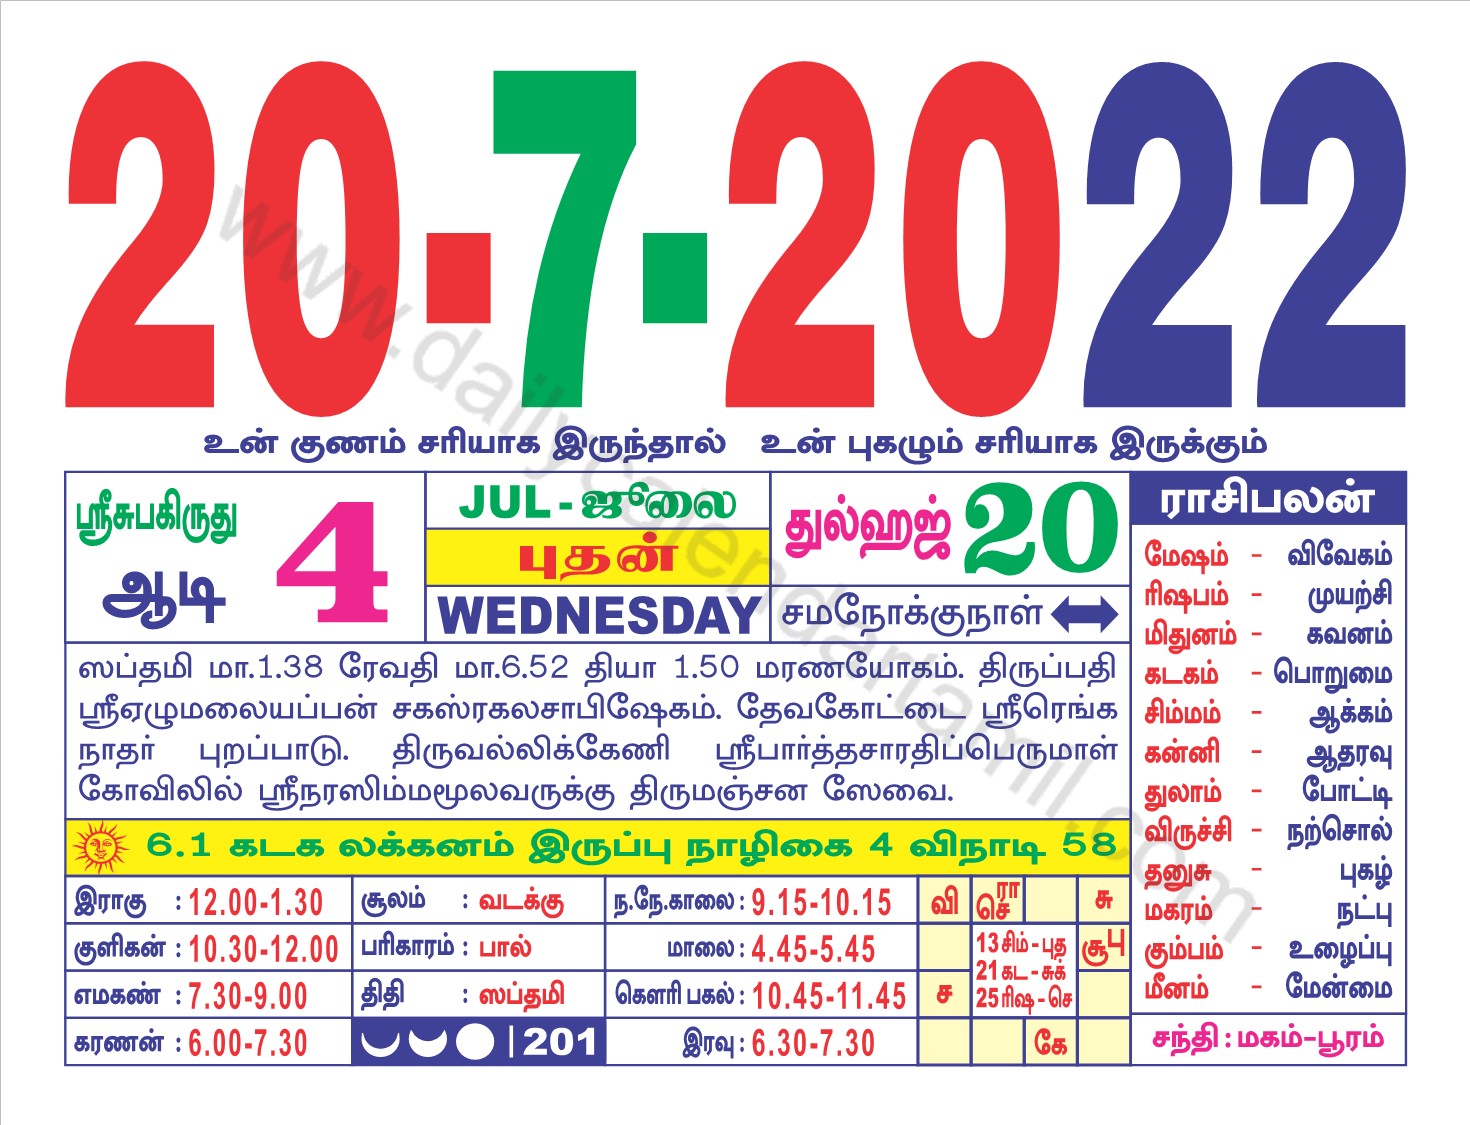 20-7-2022
உன் குணம் சரியாக இருந்தால் உன் புகழும் சரியாக இருக்கும்
ஸ்ரீசுபகிருது
ஆடி 4
JUL - ஜூலை
புதன்
WEDNESDAY
துல்ஹஜ் 20
சமநோக்குநாள்
ஸப்தமி மா.1.38 ரேவதி மா.6.52 தியா 1.50 மரணயோகம். திருப்பதி
ஸ்ரீஏழுமலையப்பன் சகஸ்ரகலசாபிஷேகம். தேவகோட்டை ஸ்ரீரெங்க
நாதர் புறப்பாடு. திருவல்லிக்கேணி ஸ்ரீபார்த்தசாரதிப்பெருமாள்
கோவிலில் ஸ்ரீநரஸிம்மமூலவருக்கு திருமஞ்சன ஸேவை.
6.1 கடக லக்கனம் இருப்பு நாழிகை 4 விநாடி 58
இராகு : 12.00-1.30
குளிகன் : 10.30-12.00
எமகண் : 7.30-9.00
கரணன் : 6.00-7.30
சூலம் : வடக்கு
பரிகாரம் : பால்
திதி : ஸப்தமி
201
ந.நே.காலை : 9.15-10.15
மாலை : 4.45-5.45
கௌரி பகல் : 10.45-11.45
இரவு : 6.30-7.30
வி ரா செ சு
13 சிம் - புத
21 கட - சுக்
25 ரிஷ - செ
சூ பு
ச
கே
ராசிபலன்
மேஷம் - விவேகம்
ரிஷபம் - முயற்சி
மிதுனம் - கவனம்
கடகம் - பொறுமை
சிம்மம் - ஆக்கம்
கன்னி - ஆதரவு
துலாம் - போட்டி
விருச்சி - நற்சொல்
தனுசு - புகழ்
மகரம் - நட்பு
கும்பம் - உழைப்பு
மீனம் - மேன்மை
சந்தி : மகம்-பூரம்
www.dailycalendartamil.com